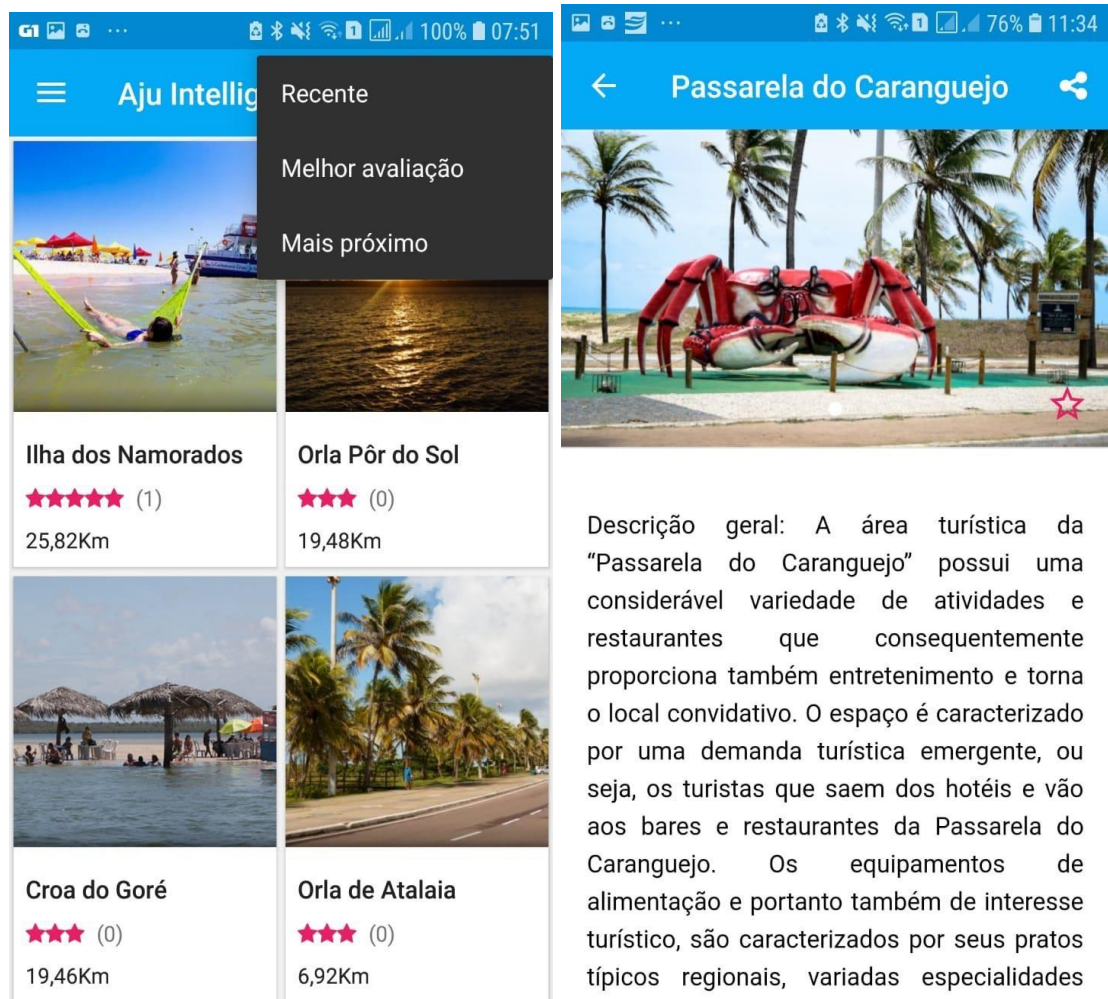 G1 ... 1 100% 07:51
Aju Intellig
Recente
Melhor avaliação
Mais próximo
Ilha dos Namorados
(1)
25,82Km
Orla Pôr do Sol
(0)
19,48Km
Croa do Goré
(0)
19,46Km
Orla de Atalaia
(0)
6,92Km
... 1 76% 11:34
Passarela do Caranguejo
Descrição geral: A área turística da
“Passarela do Caranguejo” possui uma
considerável variedade de atividades e
restaurantes que consequentemente
proporciona também entretenimento e torna
o local convidativo. O espaço é caracterizado
por uma demanda turística emergente, ou
seja, os turistas que saem dos hotéis e vão
aos bares e restaurantes da Passarela do
Caranguejo. Os equipamentos de
alimentação e portanto também de interesse
turístico, são caracterizados por seus pratos
típicos regionais, variadas especialidades